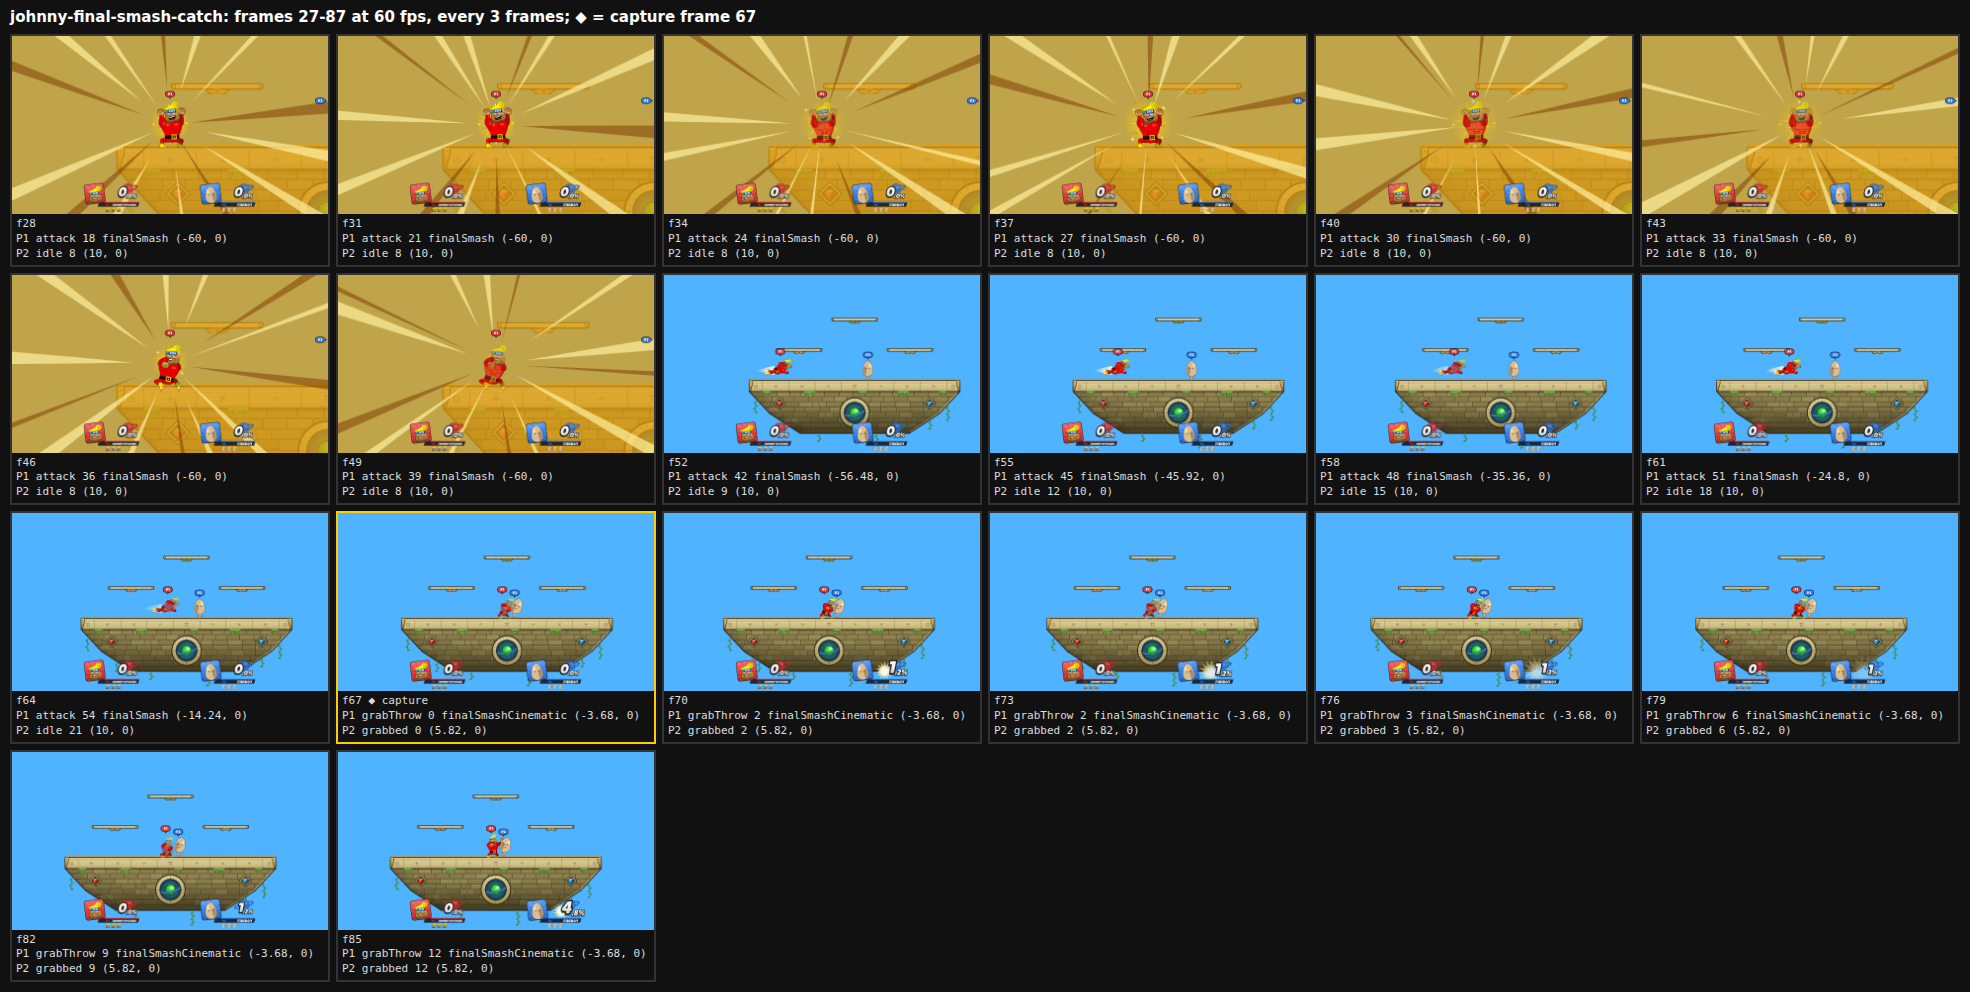 johnny-final-smash-catch: frames 27-87 at 60 fps, every 3 frames; ◆ = capture frame 67
f28
P1 attack 18 finalSmash (-60, 0)
P2 idle 8 (10, 0)
f31
P1 attack 21 finalSmash (-60, 0)
P2 idle 8 (10, 0)
f34
P1 attack 24 finalSmash (-60, 0)
P2 idle 8 (10, 0)
f37
P1 attack 27 finalSmash (-60, 0)
P2 idle 8 (10, 0)
f40
P1 attack 30 finalSmash (-60, 0)
P2 idle 8 (10, 0)
f43
P1 attack 33 finalSmash (-60, 0)
P2 idle 8 (10, 0)
f46
P1 attack 36 finalSmash (-60, 0)
P2 idle 8 (10, 0)
f49
P1 attack 39 finalSmash (-60, 0)
P2 idle 8 (10, 0)
f52
P1 attack 42 finalSmash (-56.48, 0)
P2 idle 9 (10, 0)
f55
P1 attack 45 finalSmash (-45.92, 0)
P2 idle 12 (10, 0)
f58
P1 attack 48 finalSmash (-35.36, 0)
P2 idle 15 (10, 0)
f61
P1 attack 51 finalSmash (-24.8, 0)
P2 idle 18 (10, 0)
f64
P1 attack 54 finalSmash (-14.24, 0)
P2 idle 21 (10, 0)
f67 ◆ capture
P1 grabThrow 0 finalSmashCinematic (-3.68, 0)
P2 grabbed 0 (5.82, 0)
f70
P1 grabThrow 2 finalSmashCinematic (-3.68, 0)
P2 grabbed 2 (5.82, 0)
f73
P1 grabThrow 2 finalSmashCinematic (-3.68, 0)
P2 grabbed 2 (5.82, 0)
f76
P1 grabThrow 3 finalSmashCinematic (-3.68, 0)
P2 grabbed 3 (5.82, 0)
f79
P1 grabThrow 6 finalSmashCinematic (-3.68, 0)
P2 grabbed 6 (5.82, 0)
f82
P1 grabThrow 9 finalSmashCinematic (-3.68, 0)
P2 grabbed 9 (5.82, 0)
f85
P1 grabThrow 12 finalSmashCinematic (-3.68, 0)
P2 grabbed 12 (5.82, 0)